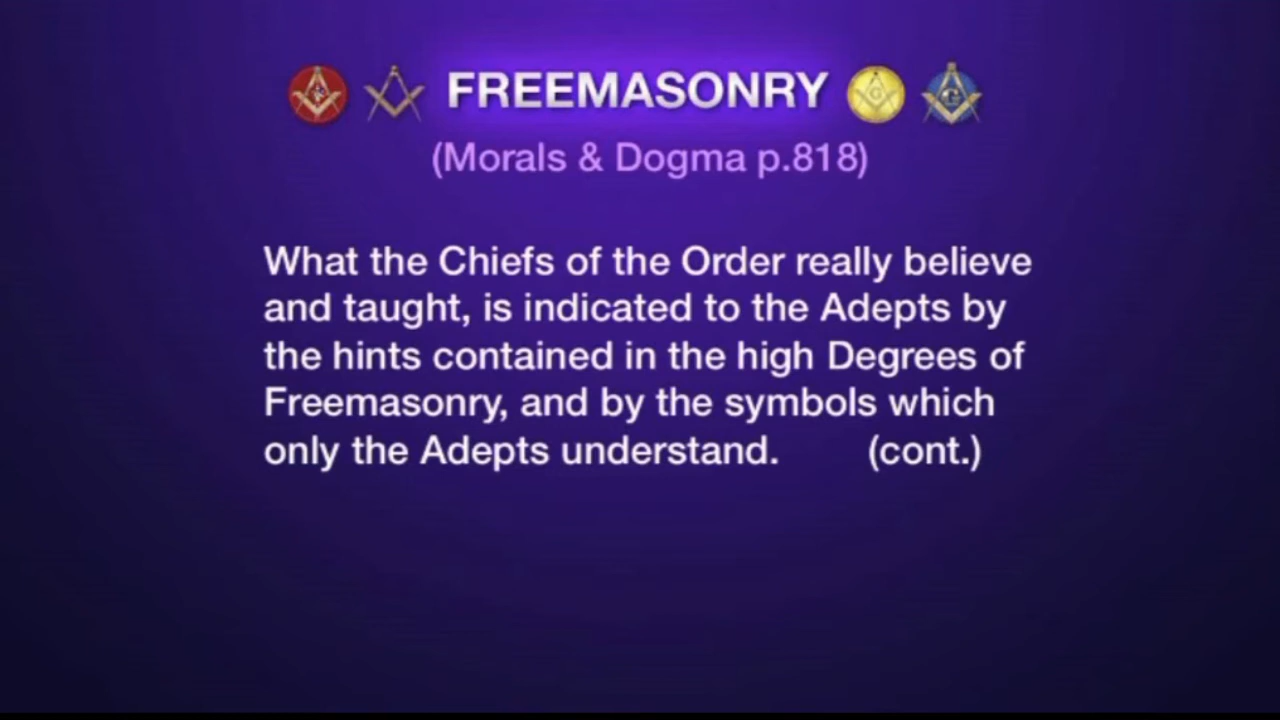 FREEMASONRY
(Morals & Dogma p.818)
What the Chiefs of the Order really believe
and taught, is indicated to the Adepts by
the hints contained in the high Degrees of
Freemasonry, and by the symbols which
only the Adepts understand. (cont.)